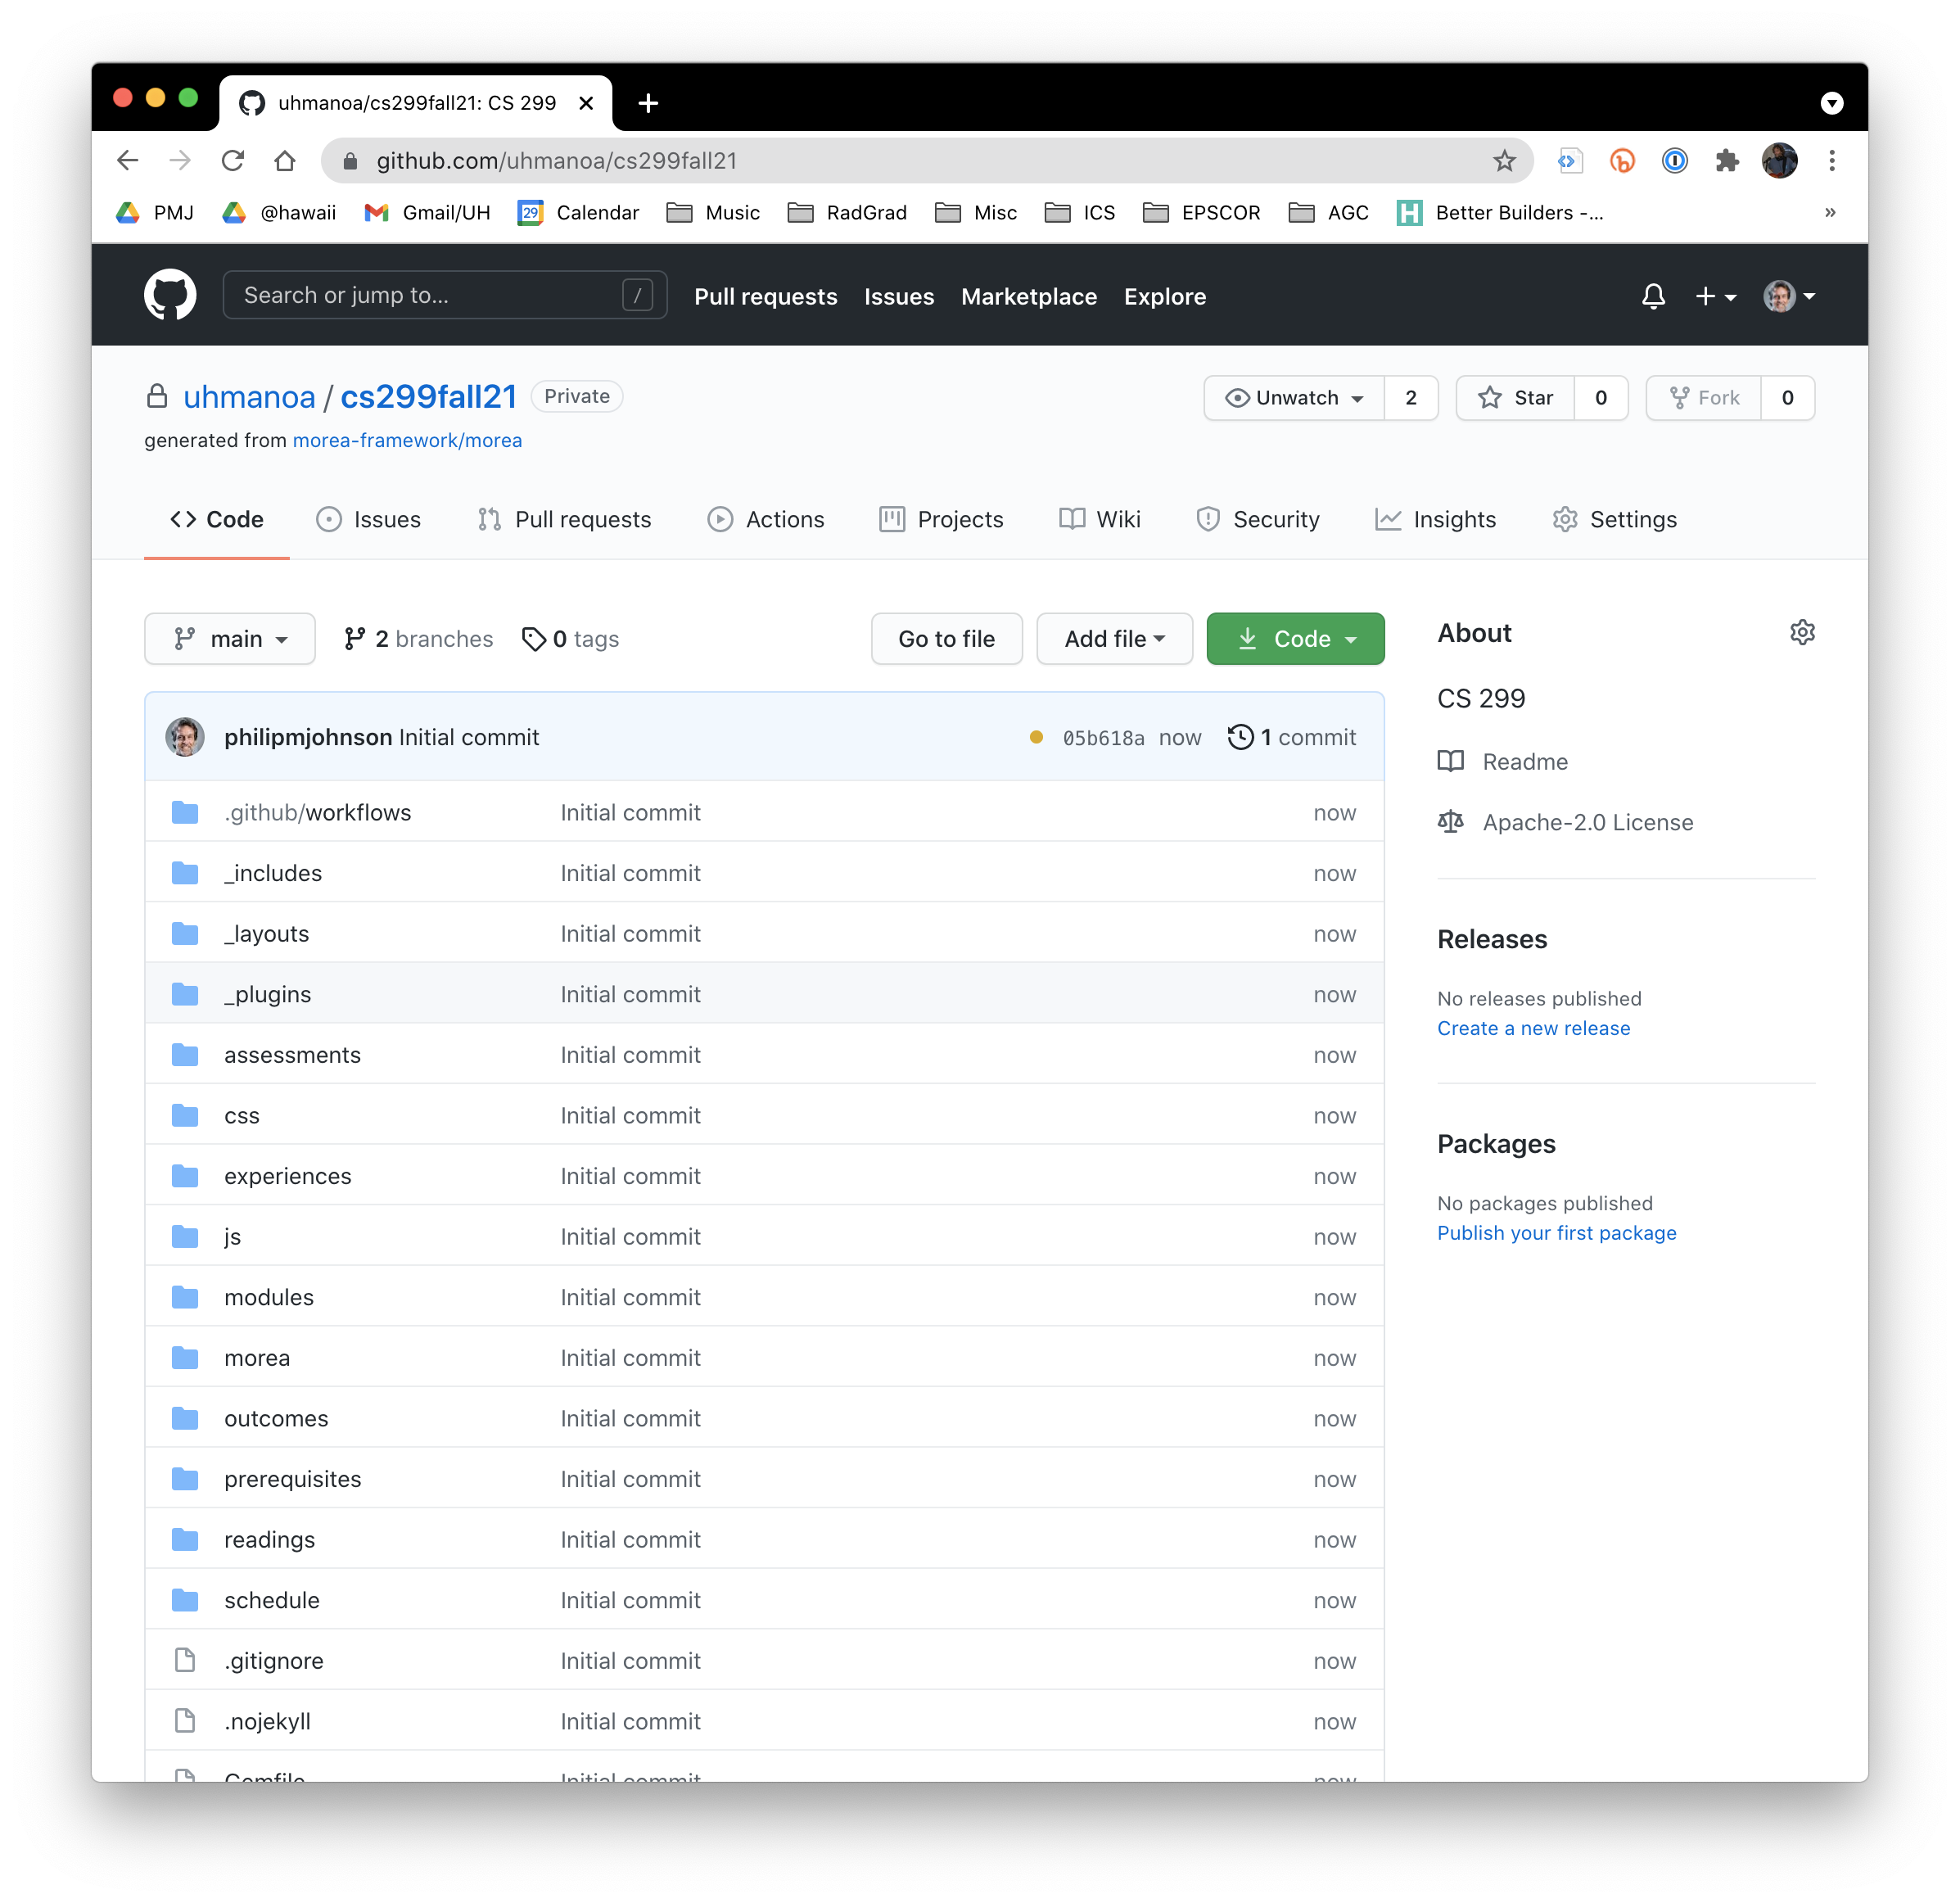 uhmanoa/cs299fall21: CS 299
github.com/uhmanoa/cs299fall21
PMJ @hawaii Gmail/UH 29 Calendar Music RadGrad Misc ICS EPSCOR AGC H Better Builders -... »
Search or jump to... / Pull requests Issues Marketplace Explore
uhmanoa / cs299fall21 Private Unwatch 2 Star 0 Fork 0
generated from morea-framework/morea
Code Issues Pull requests Actions Projects Wiki Security Insights Settings
main 2 branches 0 tags Go to file Add file Code
philipmjohnson Initial commit 05b618a now 1 commit
.github/workflows Initial commit now
_includes Initial commit now
_layouts Initial commit now
_plugins Initial commit now
assessments Initial commit now
css Initial commit now
experiences Initial commit now
js Initial commit now
modules Initial commit now
morea Initial commit now
outcomes Initial commit now
prerequisites Initial commit now
readings Initial commit now
schedule Initial commit now
.gitignore Initial commit now
.nojekyll Initial commit now
Gemfile Initial commit now
About
CS 299
Readme
Apache-2.0 License
Releases
No releases published
Create a new release
Packages
No packages published
Publish your first package